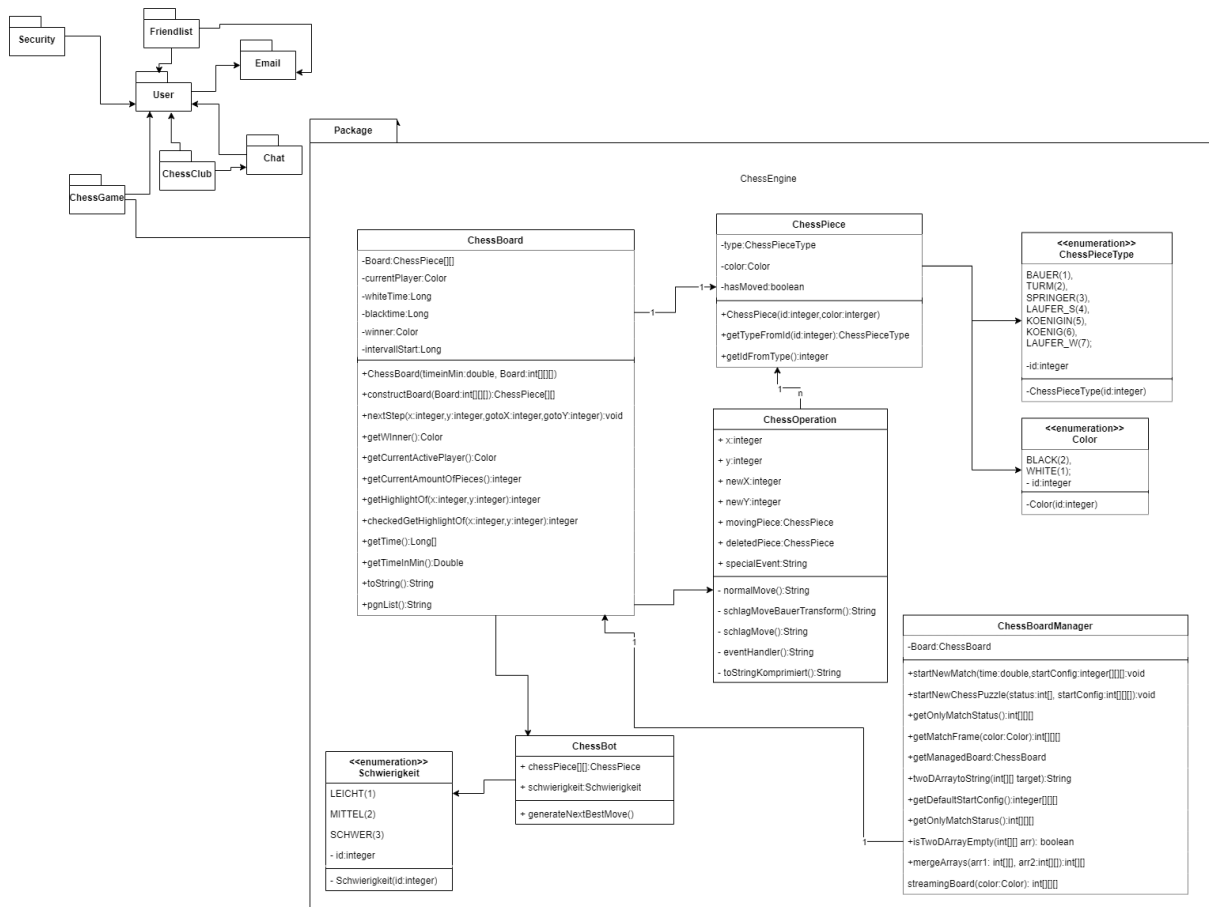 Security
Friendlist
Email
User
Chat
ChessClub
ChessGame
Package
ChessEngine
ChessBoard
-Board:ChessPiece[][]
-currentPlayer:Color
-whiteTime:Long
-blacktime:Long
-winner:Color
-intervallStart:Long
+ChessBoard(timeinMin:double, Board:int[][][])
+constructBoard(Board:int[][][]):ChessPiece[][]
+nextStep(x:integer,y:integer,gotoX:integer,gotoY:integer):void
+getWInner():Color
+getCurrentActivePlayer():Color
+getCurrentAmountOfPieces():integer
+getHighlightOf(x:integer,y:integer):integer
+checkedGetHighlightOf(x:integer,y:integer):integer
+getTime():Long[]
+getTimeInMin():Double
+toString():String
+pgnList():String
1
1
ChessPiece
-type:ChessPieceType
-color:Color
-hasMoved:boolean
+ChessPiece(id:integer,color:interger)
+getTypeFromId(id:integer):ChessPieceType
+getIdFromType():integer
1
n
<<enumeration>>
ChessPieceType
BAUER(1),
TURM(2),
SPRINGER(3),
LAUFER_S(4),
KOENIGIN(5),
KOENIG(6),
LAUFER_W(7);
-id:integer
-ChessPieceType(id:integer)
<<enumeration>>
Color
BLACK(2),
WHITE(1);
- id:integer
-Color(id:integer)
ChessOperation
+ x:integer
+ y:integer
+ newX:integer
+ newY:integer
+ movingPiece:ChessPiece
+ deletedPiece:ChessPiece
+ specialEvent:String
- normalMove():String
- schlagMoveBauerTransform():String
- schlagMove():String
- eventHandler():String
- toStringKomprimiert():String
1
1
ChessBoardManager
-Board:ChessBoard
+startNewMatch(time:double,startConfig:integer[][][]:void
+startNewChessPuzzle(status:int[], startConfig:int[][][]):void
+getOnlyMatchStatus():int[][][]
+getMatchFrame(color:Color):int[][][]
+getManagedBoard:ChessBoard
+twoDArraytoString(int[][] target):String
+getDefaultStartConfig():integer[][][]
+getOnlyMatchStarus():int[][][]
+isTwoDArrayEmpty(int[][] arr): boolean
+mergeArrays(arr1: int[][], arr2:int[][]):int[][]
streamingBoard(color:Color): int[][][]
ChessBot
+ chessPiece[][]:ChessPiece
+ schwierigkeit:Schwierigkeit
+ generateNextBestMove()
<<enumeration>>
Schwierigkeit
LEICHT(1)
MITTEL(2)
SCHWER(3)
- id:integer
- Schwierigkeit(id:integer)